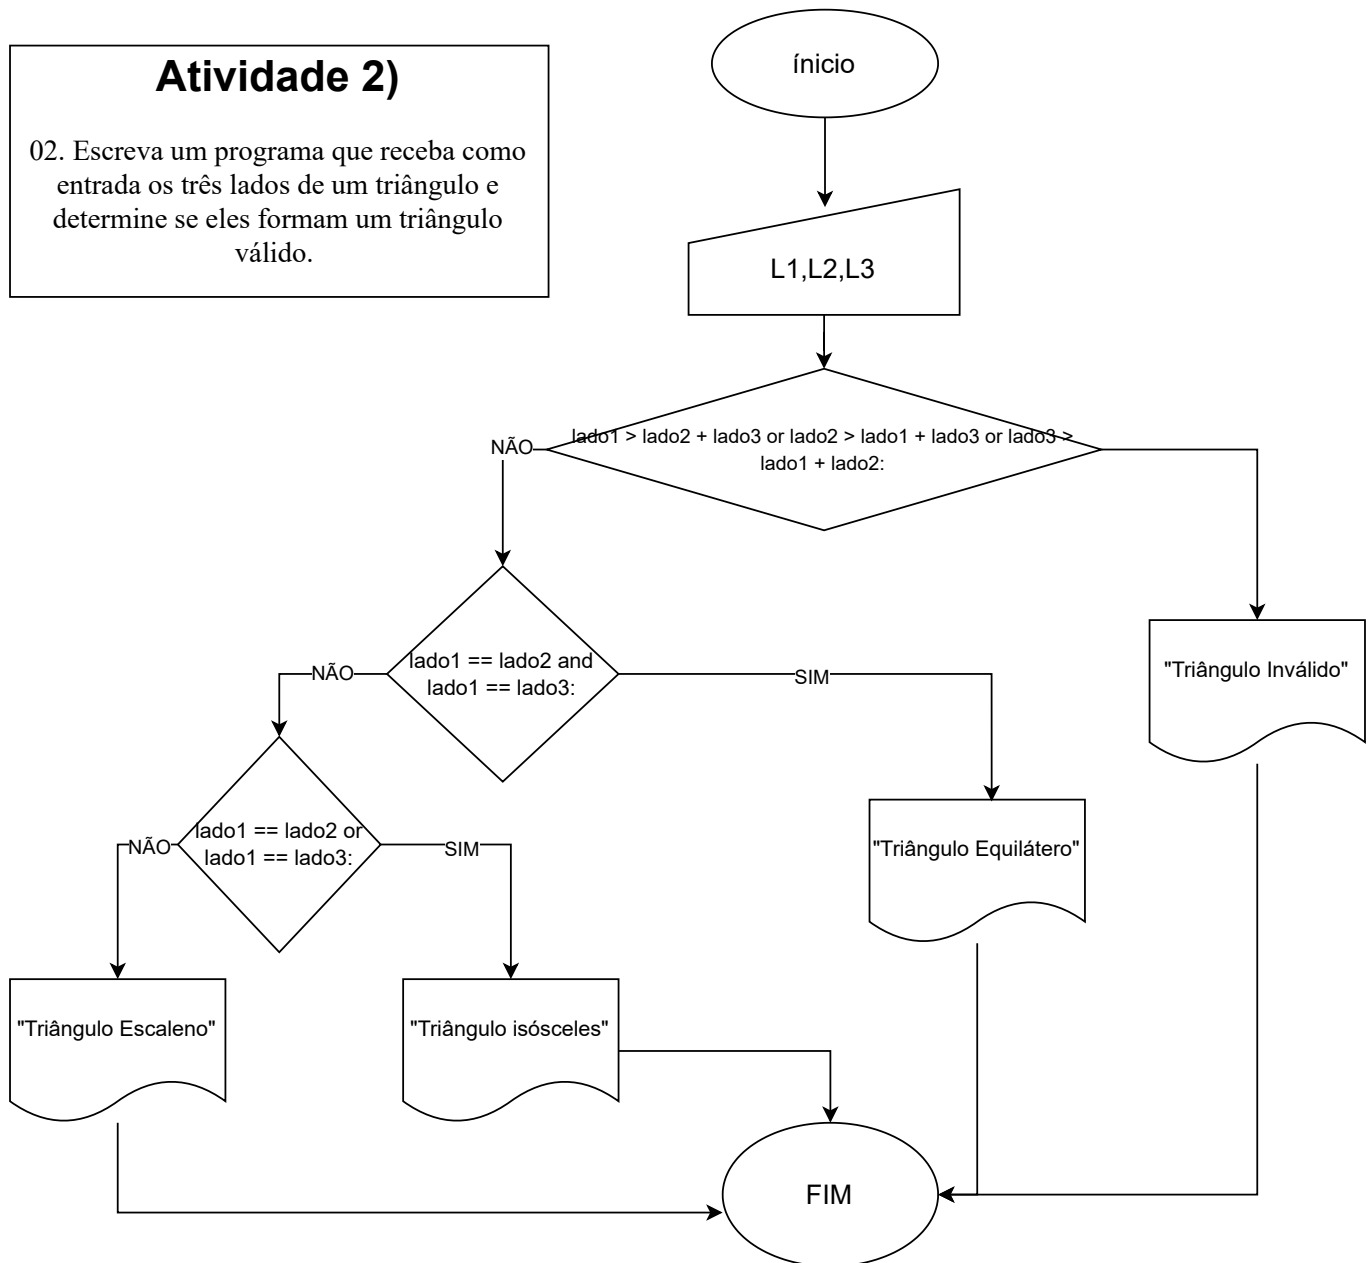 Atividade 2)
02. Escreva um programa que receba como
entrada os três lados de um triângulo e
determine se eles formam um triângulo
válido.
ínicio
L1,L2,L3
lado1 > lado2 + lado3 or lado2 > lado1 + lado3 or lado3 >
lado1 + lado2:
NÃO
lado1 == lado2 and
lado1 == lado3:
NÃO
SIM
"Triângulo Inválido"
lado1 == lado2 or
lado1 == lado3:
NÃO
SIM
"Triângulo Equilátero"
"Triângulo Escaleno"
"Triângulo isósceles"
FIM